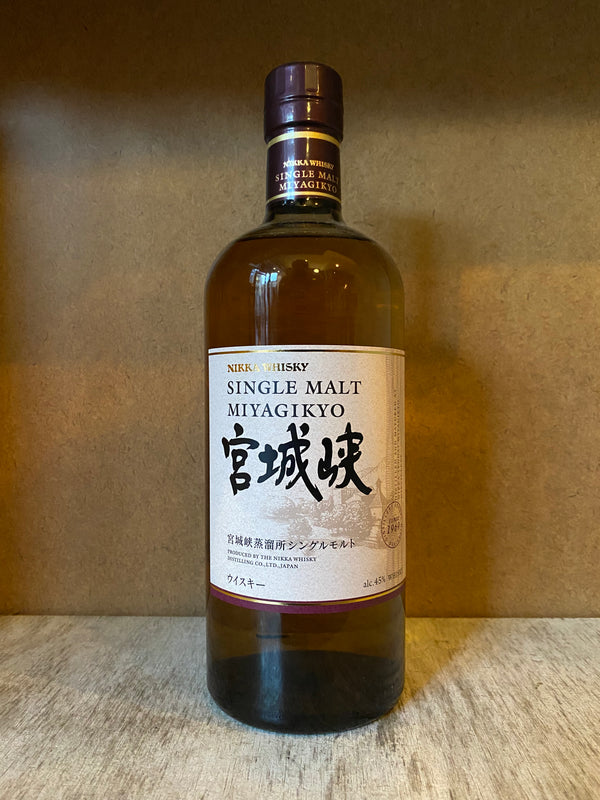 NIKKA WHISKY
SINGLE MALT
MIYAGIKYO
NIKKA WHISKY
SINGLE MALT
MIYAGIKYO
宮城峡
宮城峡蒸溜所シングルモルト
PRODUCED BY THE NIKKA WHISKY
DISTILLING CO.,LTD.,JAPAN
ウイスキー
alc. 45%